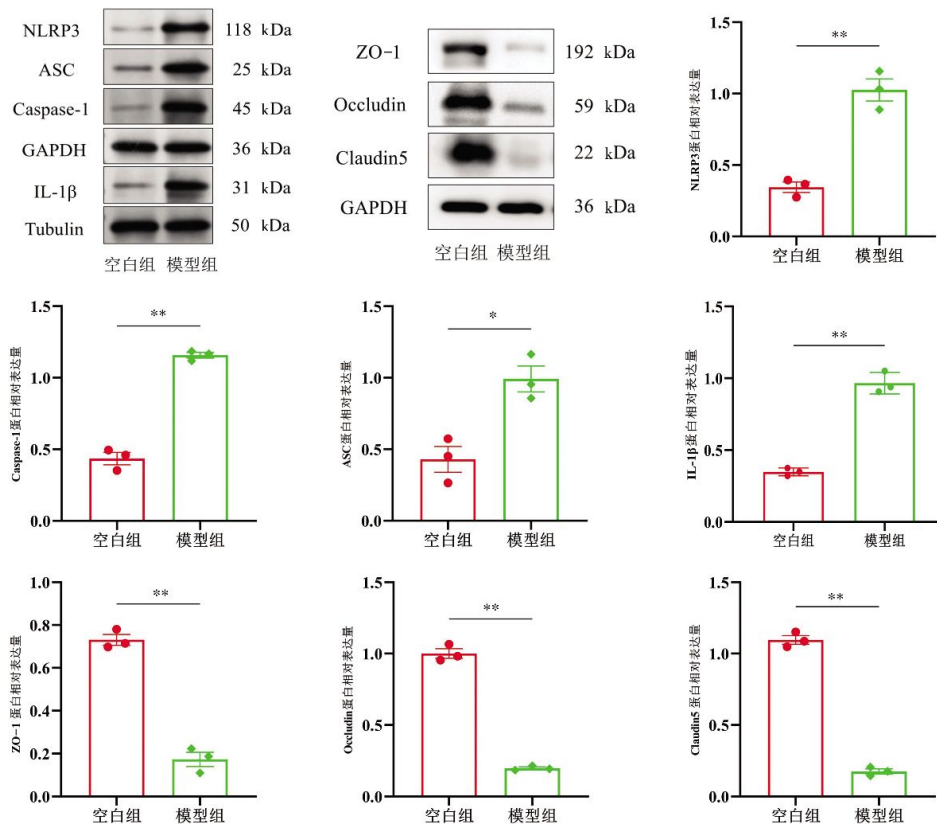 NLRP3 118 kDa
ASC 25 kDa
Caspase-1 45 kDa
GAPDH 36 kDa
IL-1β 31 kDa
Tubulin 50 kDa
空白组 模型组
ZO-1 192 kDa
Occludin 59 kDa
Claudin5 22 kDa
GAPDH 36 kDa
空白组 模型组
NLRP3蛋白相对表达量
1.5
1.0
0.5
0.0
**
空白组 模型组
Caspase-1蛋白相对表达量
1.5
1.0
0.5
0.0
**
空白组 模型组
ASC蛋白相对表达量
1.5
1.0
0.5
0.0
*
空白组 模型组
IL-1β蛋白相对表达量
1.5
1.0
0.5
0.0
**
空白组 模型组
ZO-1 蛋白相对表达量
1.0
0.8
0.6
0.4
0.2
0.0
**
空白组 模型组
Occludin蛋白相对表达量
1.5
1.0
0.5
0.0
**
空白组 模型组
Claudin5 蛋白相对表达量
1.5
1.0
0.5
0.0
**
空白组 模型组